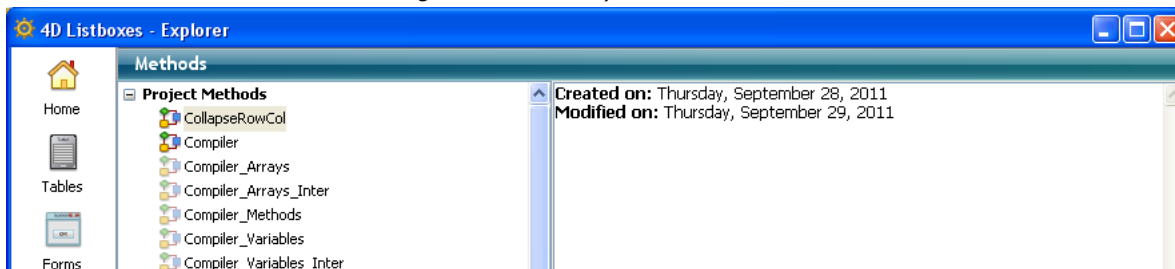 4D Listboxes - Explorer
Methods
Home
Tables
Forms
Project Methods
CollapseRowCol
Compiler
Compiler_Arrays
Compiler_Arrays_Inter
Compiler_Methods
Compiler_Variables
Compiler_Variables_Inter
Created on: Thursday, September 28, 2011
Modified on: Thursday, September 29, 2011